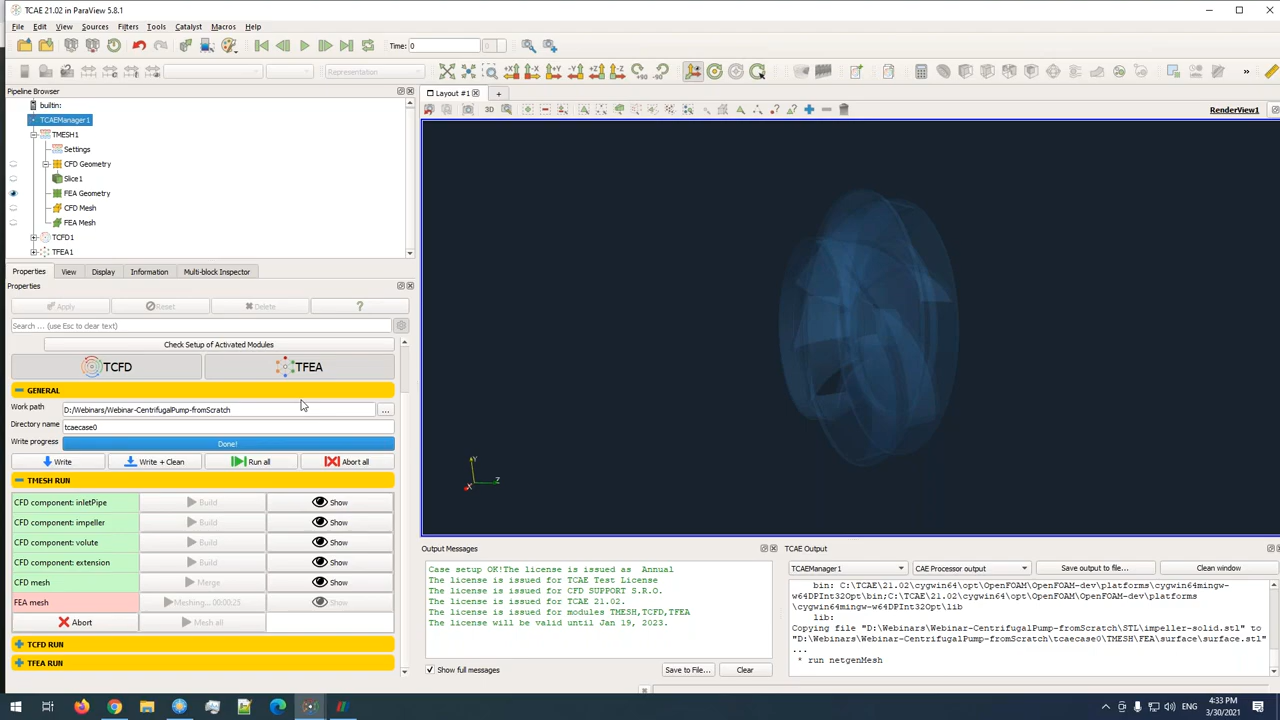 TCAE 21.02 in ParaView 5.8.1
File Edit View Sources Filters Tools Catalyst Macros Help
Time: 0
0
Representation
+X -X +Y -Y +Z -Z +90 -90
Pipeline Browser
Layout #1
builtin:
TCAEManager1
3D
RenderView1
TMESH1
Settings
CFD Geometry
Slice1
FEA Geometry
CFD Mesh
FEA Mesh
TCFD1
TFEA1
Properties View Display Information Multi-block Inspector
Properties
Apply Reset Delete ?
Search ... (use Esc to clear text)
Check Setup of Activated Modules
TCFD TFEA
GENERAL
Work path D:/Webinars/Webinar-CentrifugalPump-fromScratch ...
Directory name tcaecase0
Write progress Done!
Write Write + Clean Run all Abort all
TMESH RUN
CFD component: inletPipe Build Show
CFD component: impeller Build Show
CFD component: volute Build Show
CFD component: extension Build Show
CFD mesh Merge Show
FEA mesh Meshing... 00:00:25 Show
Abort Mesh all
TCFD RUN
TFEA RUN
Y
Z
X
Output Messages
Case setup OK!The license is issued as Annual
The license is issued for TCAE Test License
The license is issued for CFD SUPPORT S.R.O.
The license is issued for TCAE 21.02.
The license is issued for modules TMESH,TCFD,TFEA
The license will be valid until Jan 19, 2023.
Show full messages Save to File... Clear
TCAE Output
TCAEManager1 CAE Processor output Save output to file... Clean window
bin: C:\TCAE\21.02\cygwin64\opt\OpenFOAM\OpenFOAM-dev\platforms\cygwin64mingw-
w64DPInt32Opt\bin;C:\TCAE\21.02\cygwin64\opt\OpenFOAM\OpenFOAM-dev\platforms
\cygwin64mingw-w64DPInt32Opt\lib
lib:
Copying file "D:\Webinars\Webinar-CentrifugalPump-fromScratch\STL\impeller-solid.stl" to
"D:\Webinars\Webinar-CentrifugalPump-fromScratch\tcaecase0\TMESH\FEA\surface\surface.stl"
...
* run netgenMesh
ENG
4:33 PM
3/30/2021